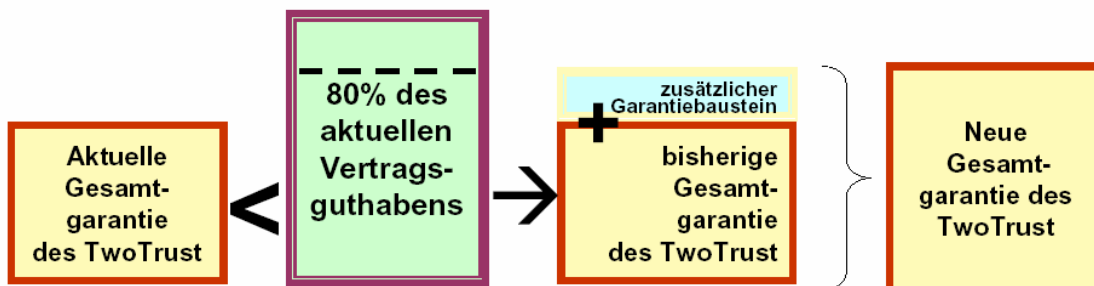 Aktuelle
Gesamt-
garantie
des TwoTrust
<
80% des
aktuellen
Vertrags-
guthabens
→
zusätzlicher
Garantiebaustein
+
bisherige
Gesamt-
garantie
des TwoTrust
Neue
Gesamt-
garantie des
TwoTrust